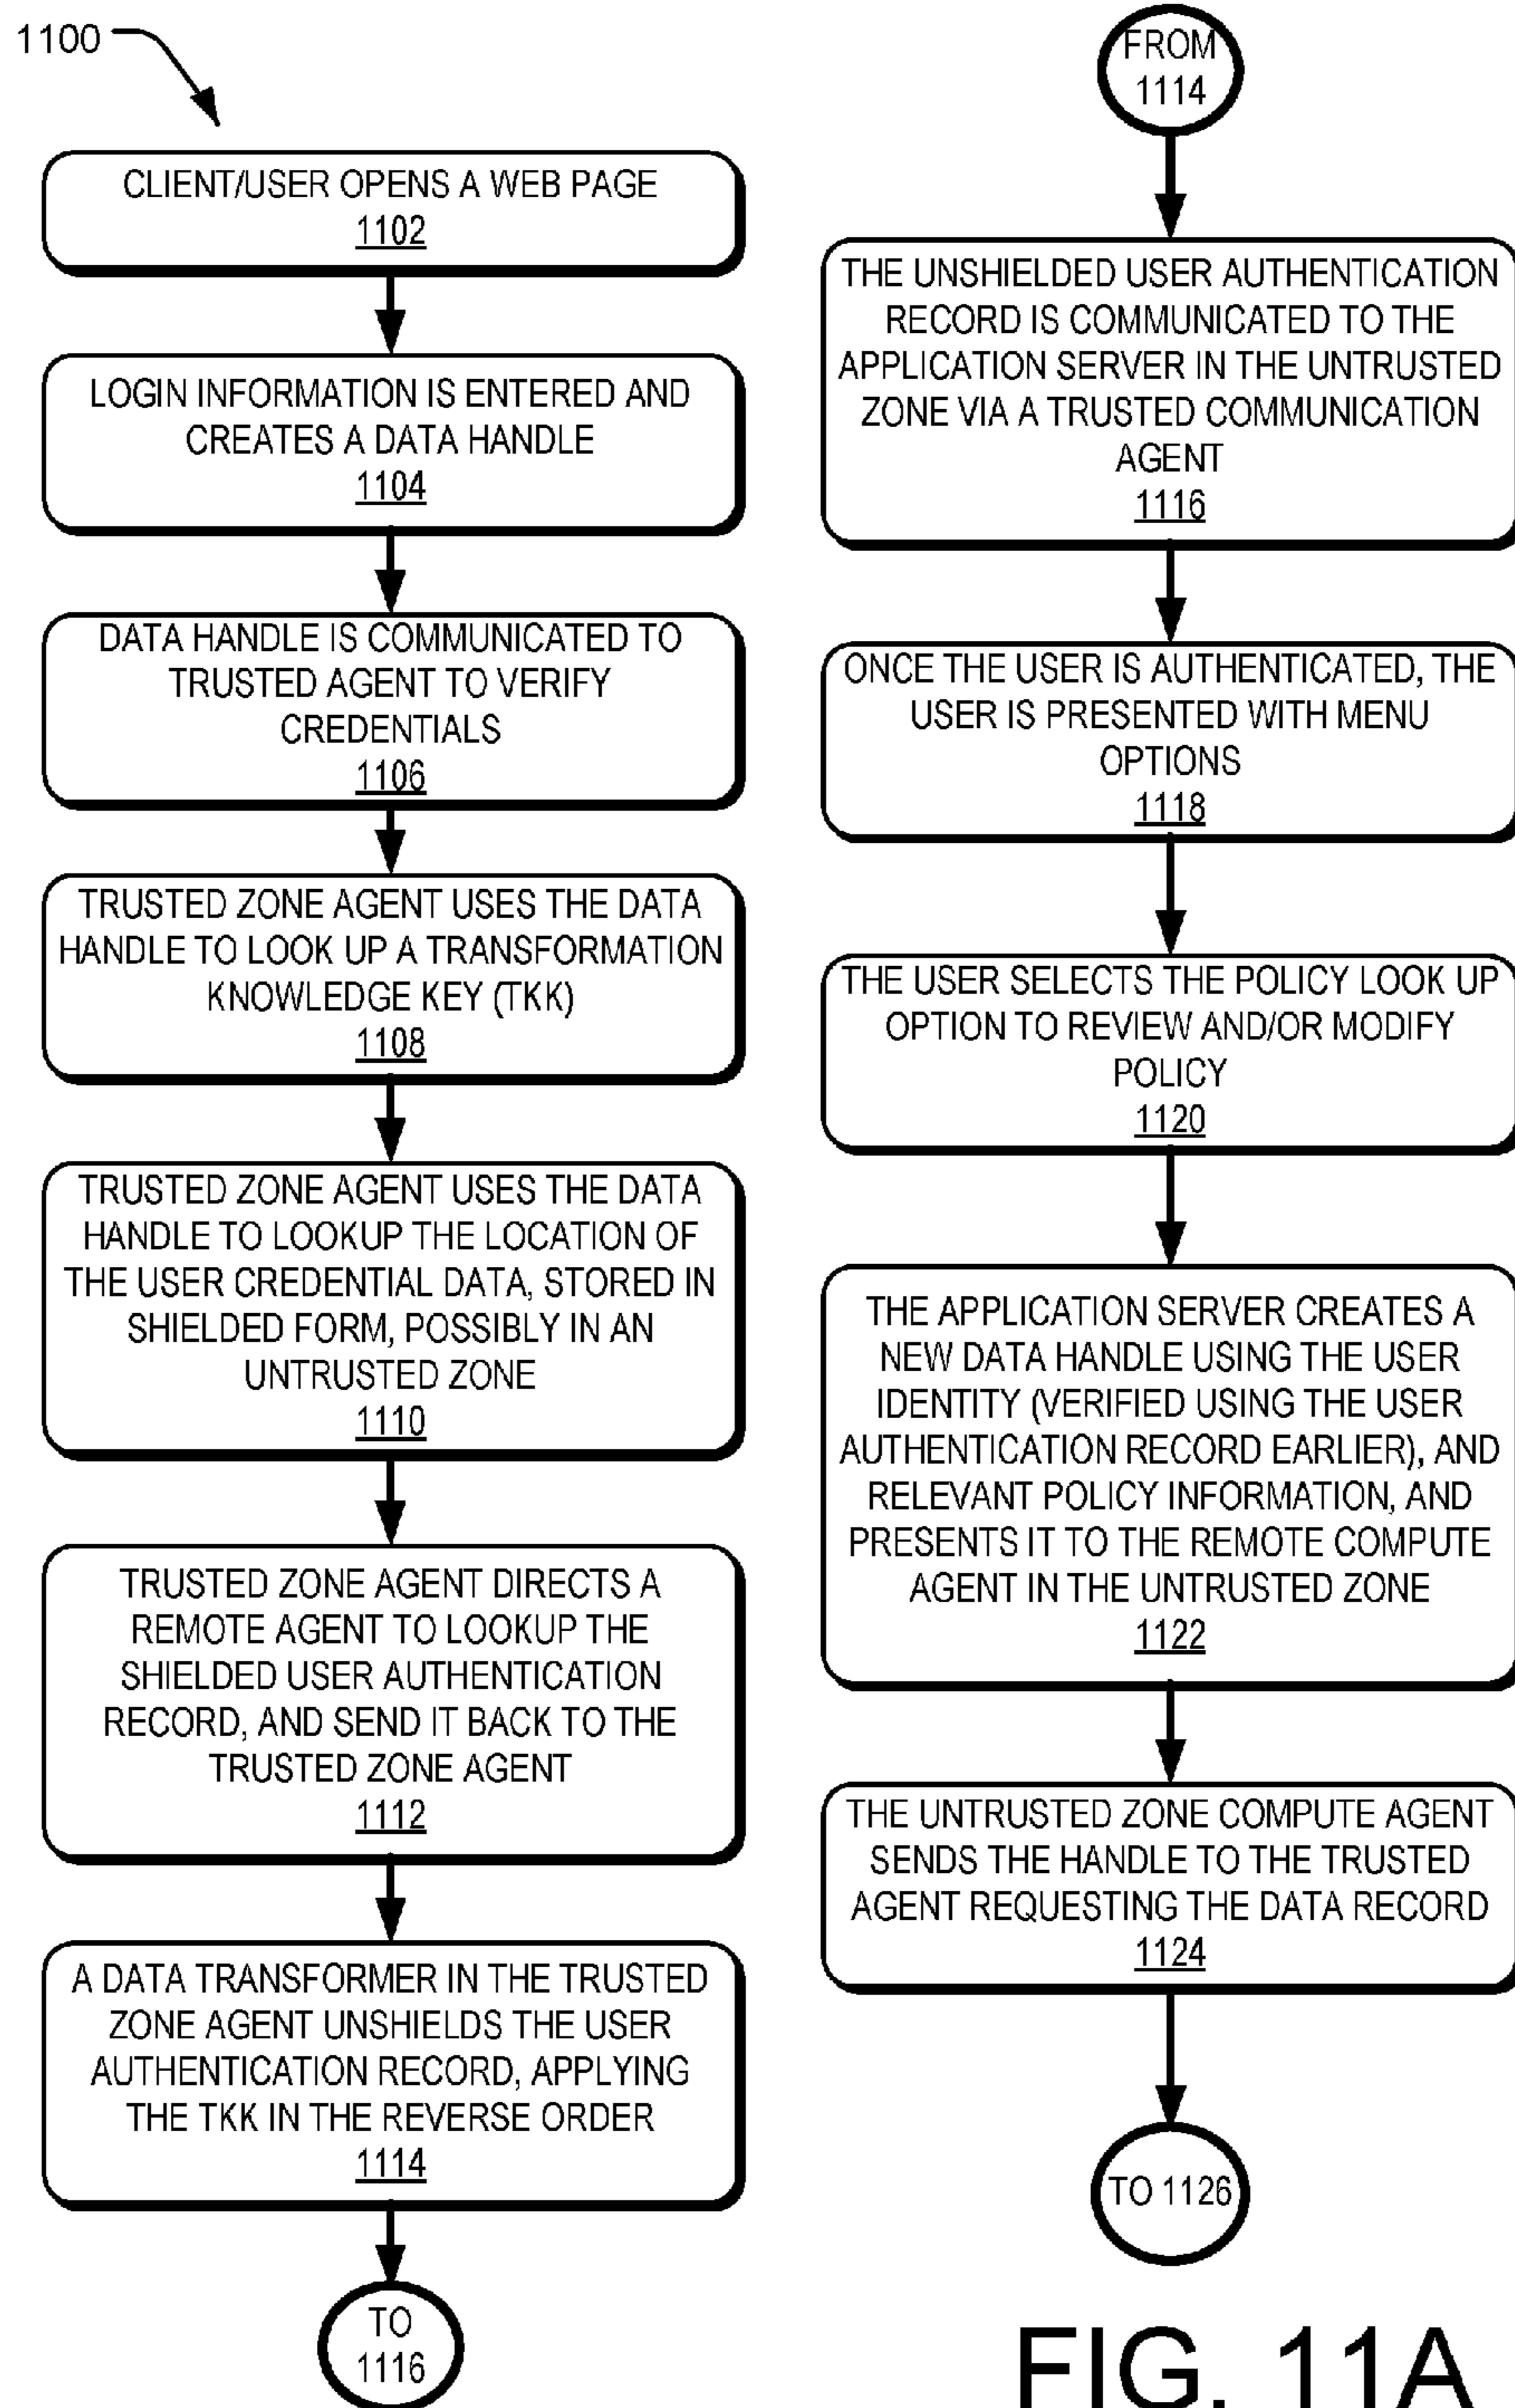 1100
CLIENT/USER OPENS A WEB PAGE
1102
LOGIN INFORMATION IS ENTERED AND
CREATES A DATA HANDLE
1104
DATA HANDLE IS COMMUNICATED TO
TRUSTED AGENT TO VERIFY
CREDENTIALS
1106
TRUSTED ZONE AGENT USES THE DATA
HANDLE TO LOOK UP A TRANSFORMATION
KNOWLEDGE KEY (TKK)
1108
TRUSTED ZONE AGENT USES THE DATA
HANDLE TO LOOKUP THE LOCATION OF
THE USER CREDENTIAL DATA, STORED IN
SHIELDED FORM, POSSIBLY IN AN
UNTRUSTED ZONE
1110
TRUSTED ZONE AGENT DIRECTS A
REMOTE AGENT TO LOOKUP THE
SHIELDED USER AUTHENTICATION
RECORD, AND SEND IT BACK TO THE
TRUSTED ZONE AGENT
1112
A DATA TRANSFORMER IN THE TRUSTED
ZONE AGENT UNSHIELDS THE USER
AUTHENTICATION RECORD, APPLYING
THE TKK IN THE REVERSE ORDER
1114
TO
1116
FROM
1114
THE UNSHIELDED USER AUTHENTICATION
RECORD IS COMMUNICATED TO THE
APPLICATION SERVER IN THE UNTRUSTED
ZONE VIA A TRUSTED COMMUNICATION
AGENT
1116
ONCE THE USER IS AUTHENTICATED, THE
USER IS PRESENTED WITH MENU
OPTIONS
1118
THE USER SELECTS THE POLICY LOOK UP
OPTION TO REVIEW AND/OR MODIFY
POLICY
1120
THE APPLICATION SERVER CREATES A
NEW DATA HANDLE USING THE USER
IDENTITY (VERIFIED USING THE USER
AUTHENTICATION RECORD EARLIER), AND
RELEVANT POLICY INFORMATION, AND
PRESENTS IT TO THE REMOTE COMPUTE
AGENT IN THE UNTRUSTED ZONE
1122
THE UNTRUSTED ZONE COMPUTE AGENT
SENDS THE HANDLE TO THE TRUSTED
AGENT REQUESTING THE DATA RECORD
1124
TO 1126
FIG. 11A